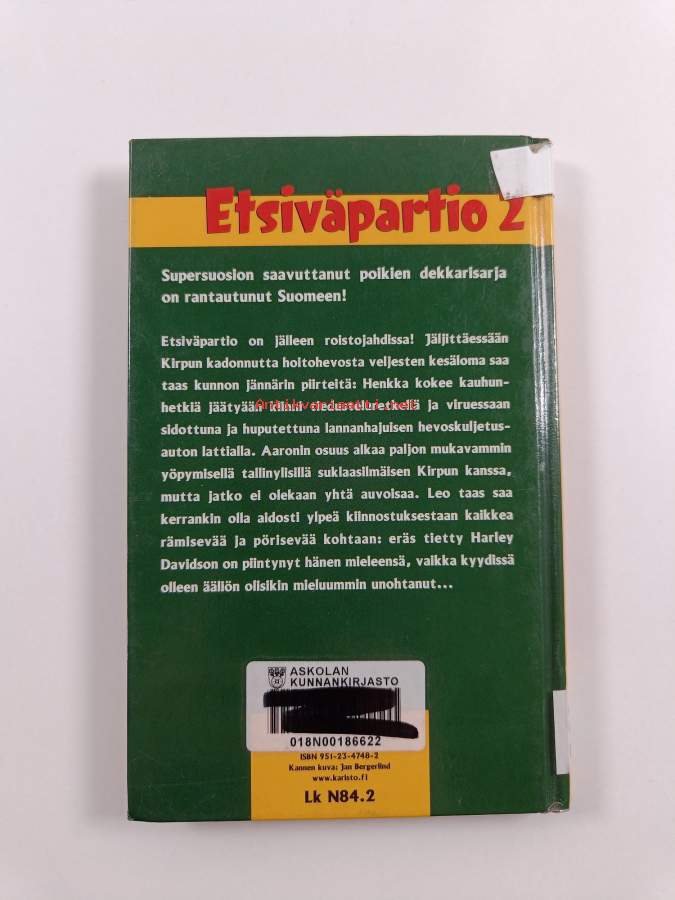 Etsiväpartio 2
Supersuosion saavuttanut poikien dekkarisarja
on rantautunut Suomeen!
Etsiväpartio on jälleen roistojahdissa! Jäljittäessään
Kirpun kadonnutta hoitohevosta veljesten kesäloma saa
taas kunnon jännärin piirteitä: Henkka kokee kauhun-
hetkiä jäätyään kiinni tiedusteluretkellä ja viruessaan
sidottuna ja huputettuna lannanhajuisen hevoskuljetus-
auton lattialla. Aaronin osuus alkaa paljon mukavammin
yöpymisellä tallinylisillä suklaasilmäisen Kirpun kanssa,
mutta jatko ei olekaan yhtä auvoisaa. Leo taas saa
kerrankin olla aidosti ylpeä kiinnostuksestaan kaikkea
rämisevää ja pörisevää kohtaan: eräs tietty Harley
Davidson on piintynyt hänen mieleensä, vaikka kyydissä
olleen ääliön olisikin mieluummin unohtanut...
ASKOLAN
KUNNANKIRJASTO
018N00186622
ISBN 951-23-4748-2
Kannen kuva: Jan Bergerlind
www.karisto.fi
Lk N84.2